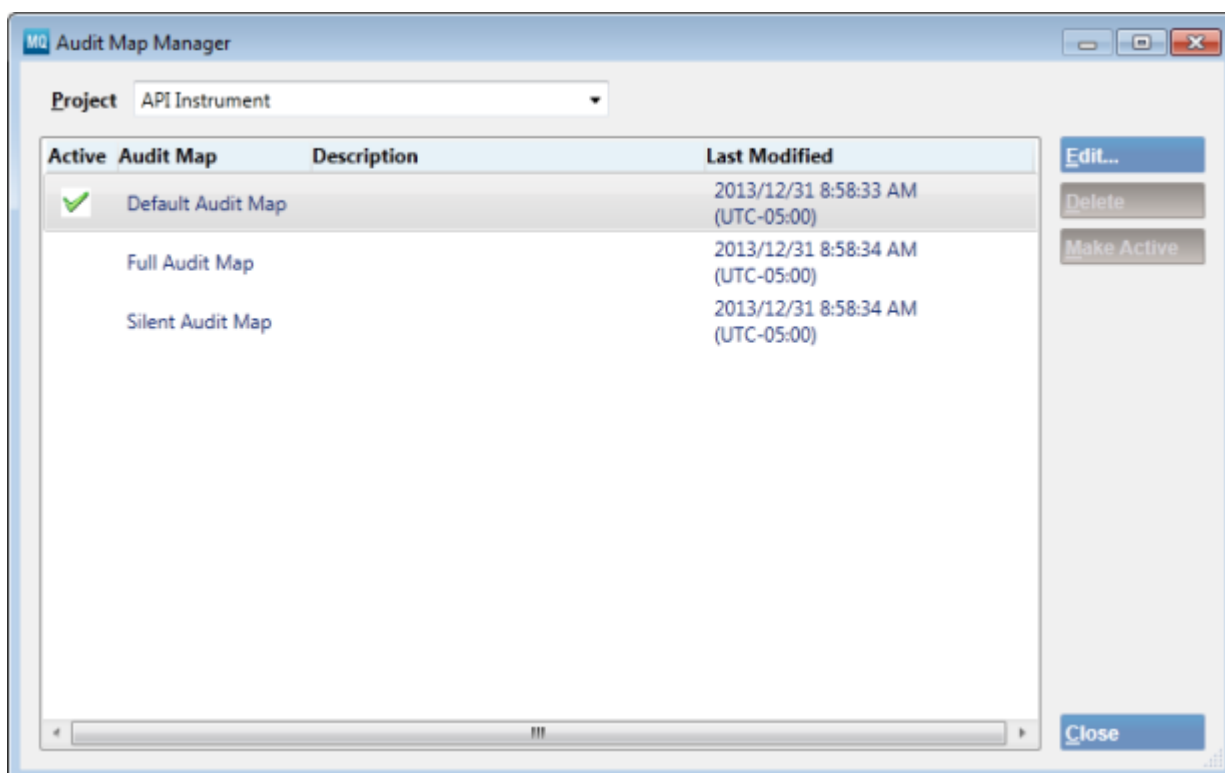 MQ Audit Map Manager
Project API Instrument
Active Audit Map Description Last Modified
Default Audit Map 2013/12/31 8:58:33 AM
(UTC-05:00)
Full Audit Map 2013/12/31 8:58:34 AM
(UTC-05:00)
Silent Audit Map 2013/12/31 8:58:34 AM
(UTC-05:00)
Edit...
Delete
Make Active
Close